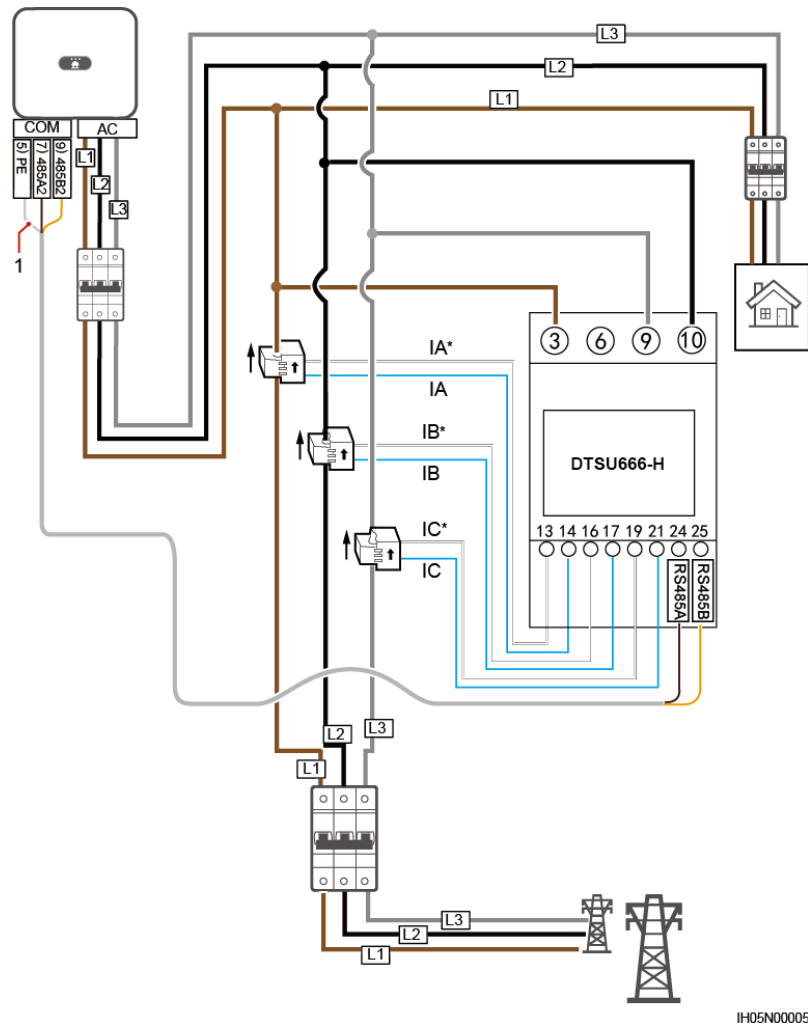 L3
L2
L1
COM
AC
5) PE
7) 485A2
9) 485B2
L1
L2
L3
1
3
6
9
10
IA*
IA
IB*
IB
DTSU666-H
IC*
IC
13 14 16 17 19 21 24 25
RS485A
RS485B
L3
L2
L1
L3
L2
L1
IH05N00005